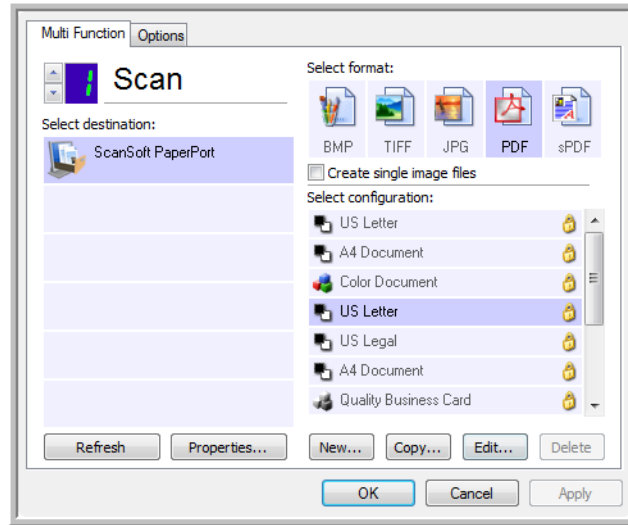 Multi Function Options
1 Scan
Select destination:
ScanSoft PaperPort
Select format:
BMP TIFF JPG PDF sPDF
Create single image files
Select configuration:
US Letter
A4 Document
Color Document
US Letter
US Legal
A4 Document
Quality Business Card
Refresh Properties... New... Copy... Edit... Delete
OK Cancel Apply